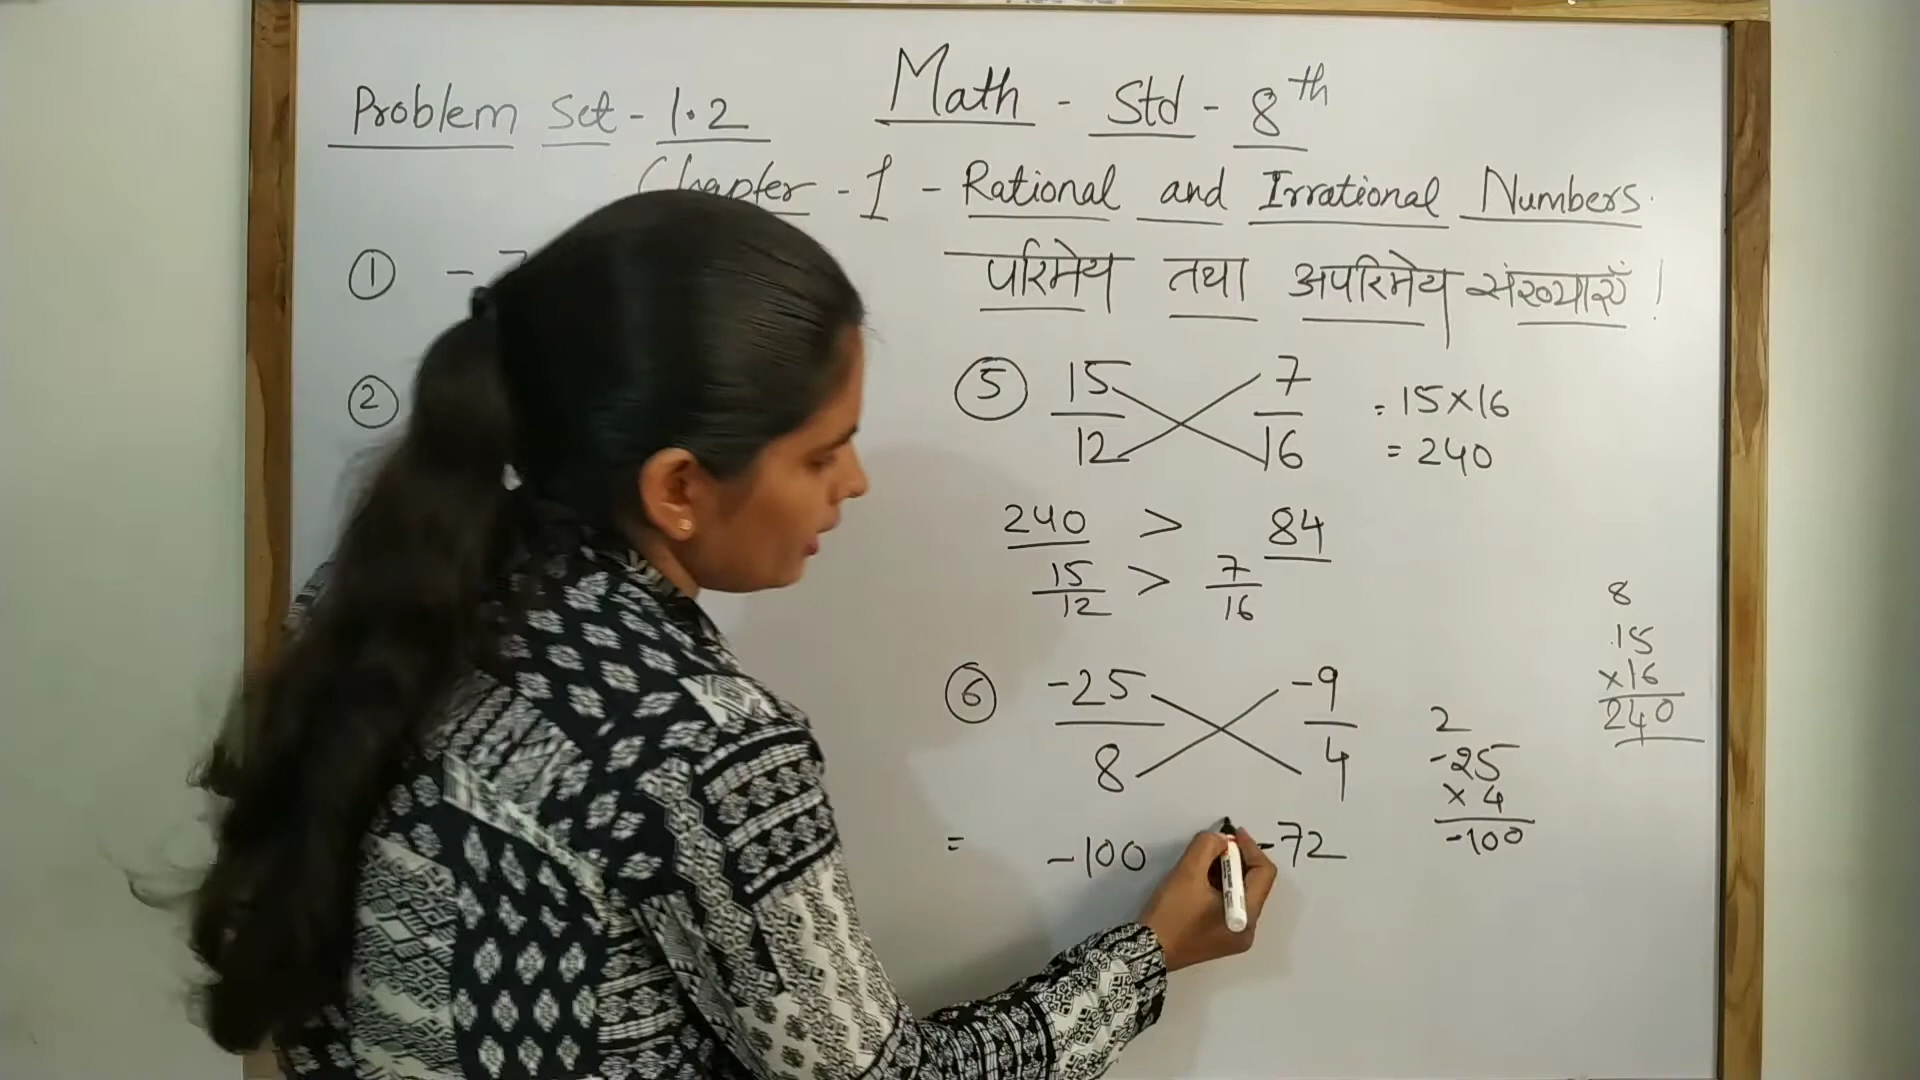 Problem Set - 1.2
Math - Std - 8th
Chapter - 1 - Rational and Irrational Numbers.
परिमेय तथा अपरिमेय संख्याएँ !
① - 7
②
⑤ 15/12 7/16 = 15×16
= 240
240 > 84
15/12 > 7/16
⑥ -25/8 -9/4
= -100 -72
2
-25
× 4
-100
8
15
×16
240